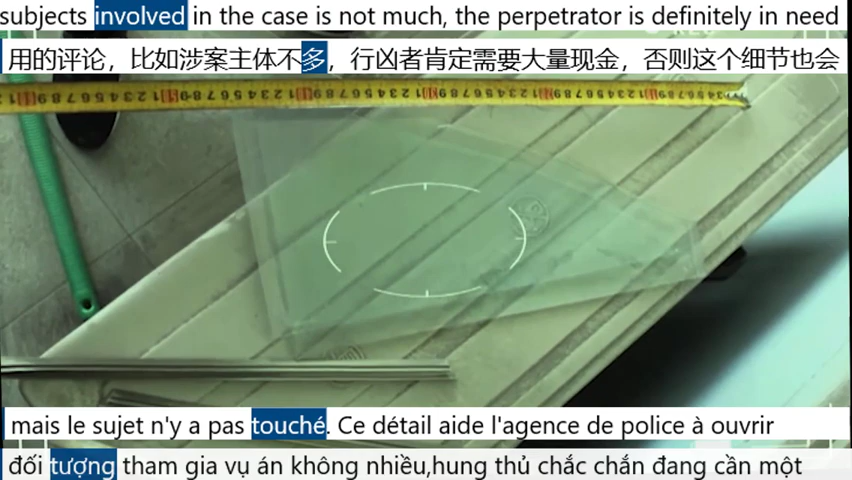 subjects involved in the case is not much, the perpetrator is definitely in need
用的评论，比如涉案主体不多，行凶者肯定需要大量现金，否则这个细节也会
mais le sujet n'y a pas touché. Ce détail aide l'agence de police à ouvrir
đối tượng tham gia vụ án không nhiều,hung thủ chắc chắn đang cần một